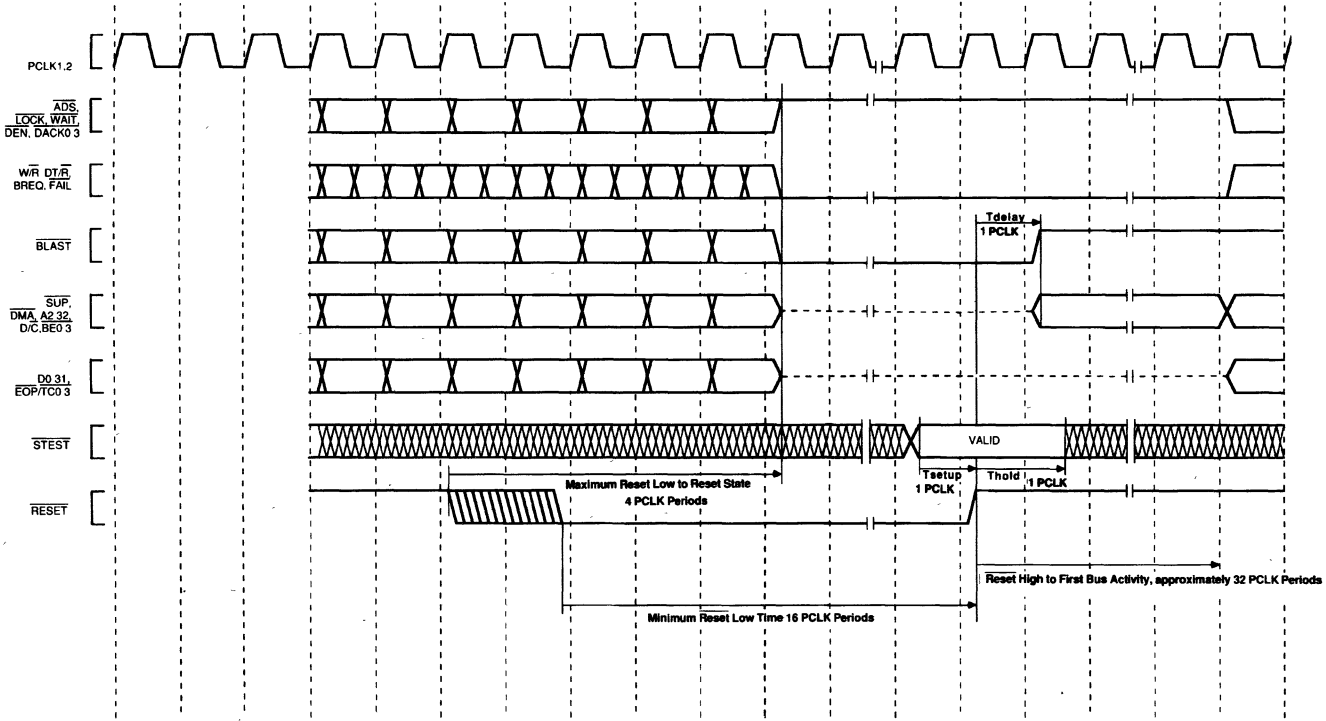 PCLK1.2
ADS,
LOCK, WAIT,
DEN, DACK0 3
W/R DT/R,
BREQ, FAIL
Tdelay
1 PCLK
BLAST
SUP,
DMA, A2 32,
D/C,BE0 3
D0 31,
EOP/TC0 3
STEST
VALID
Maximum Reset Low to Reset State
4 PCLK Periods
Tsetup
1 PCLK
Thold
1 PCLK
RESET
Reset High to First Bus Activity, approximately 32 PCLK Periods
Minimum Reset Low Time 16 PCLK Periods